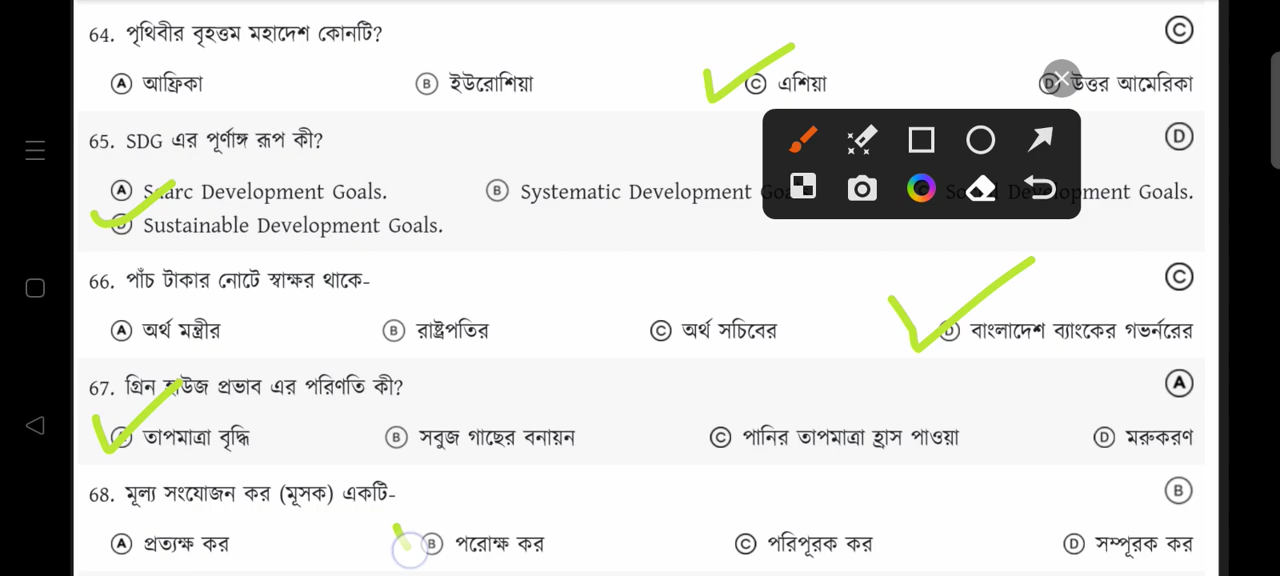 64. পৃথিবীর বৃহত্তম মহাদেশ কোনটি? C
A আফ্রিকা B ইউরোশিয়া C এশিয়া D উত্তর আমেরিকা
65. SDG এর পূর্ণাঙ্গ রূপ কী? D
A Searc Development Goals. B Systematic Development Development Goals.
D Sustainable Development Goals.
66. পাঁচ টাকার নোটে স্বাক্ষর থাকে- C
A অর্থ মন্ত্রীর B রাষ্ট্রপতির C অর্থ সচিবের D বাংলাদেশ ব্যাংকের গভর্নরের
67. গ্রিন হাউজ প্রভাব এর পরিণতি কী? A
তাপমাত্রা বৃদ্ধি B সবুজ গাছের বনায়ন C পানির তাপমাত্রা হ্রাস পাওয়া D মরুকরণ
68. মূল্য সংযোজন কর (মূসক) একটি- B
A প্রত্যক্ষ কর B পরোক্ষ কর C পরিপূরক কর D সম্পূরক কর